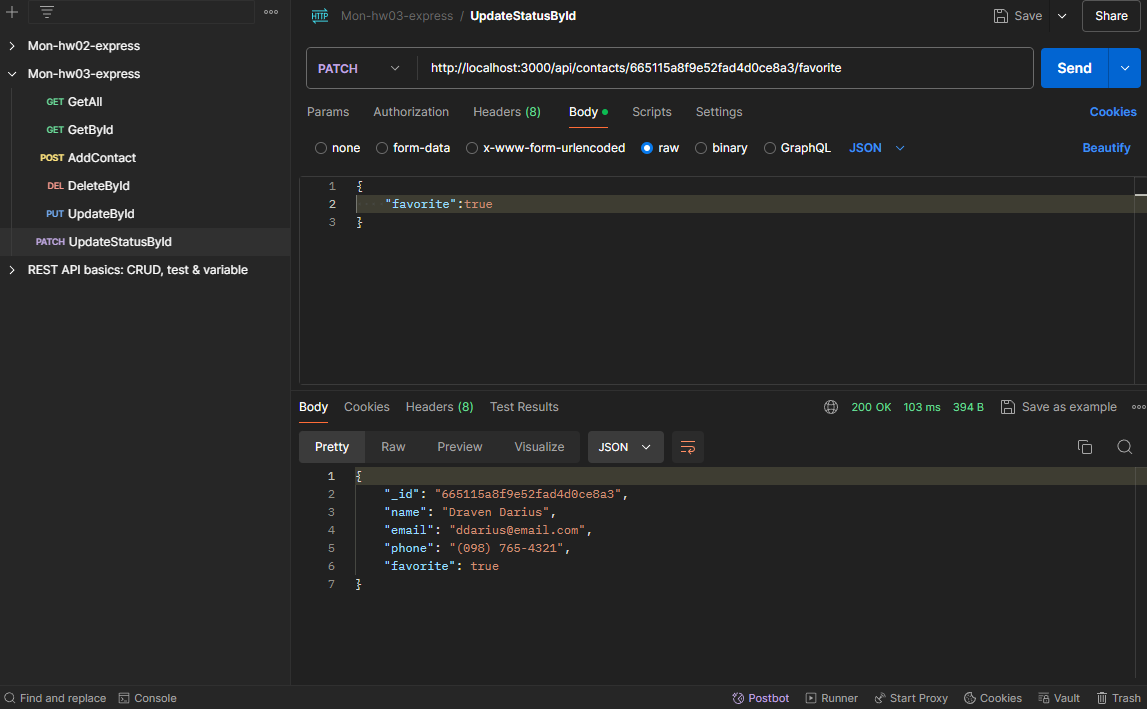 HTTP Mon-hw03-express / UpdateStatusById Save Share
Mon-hw02-express
Mon-hw03-express
GET GetAll
GET GetById
POST AddContact
DEL DeleteById
PUT UpdateById
PATCH UpdateStatusById
REST API basics: CRUD, test & variable
PATCH http://localhost:3000/api/contacts/665115a8f9e52fad4d0ce8a3/favorite Send
Params Authorization Headers (8) Body Scripts Settings Cookies
none form-data x-www-form-urlencoded raw binary GraphQL JSON Beautify
1 {
2 "favorite":true
3 }
Body Cookies Headers (8) Test Results 200 OK 103 ms 394 B Save as example
Pretty Raw Preview Visualize JSON
1 {
2 "_id": "665115a8f9e52fad4d0ce8a3",
3 "name": "Draven Darius",
4 "email": "ddarius@email.com",
5 "phone": "(098) 765-4321",
6 "favorite": true
7 }
Find and replace Console Postbot Runner Start Proxy Cookies Vault Trash